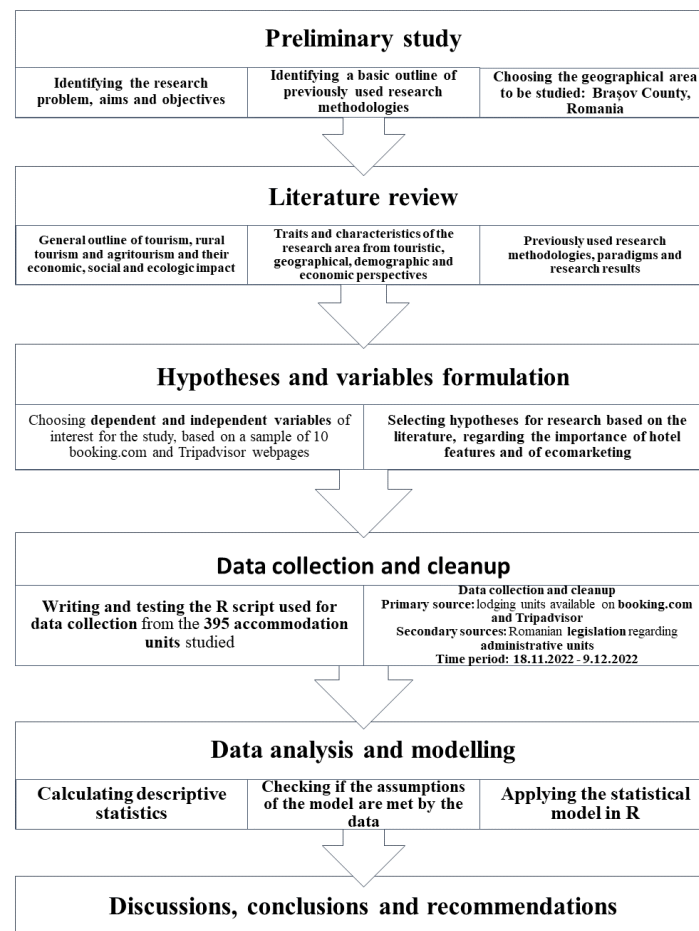 Preliminary study
Identifying the research
problem, aims and objectives
Identifying a basic outline of
previously used research
methodologies
Choosing the geographical area
to be studied: Brașov County,
Romania
Literature review
General outline of tourism, rural
tourism and agritourism and their
economic, social and ecologic impact
Traits and characteristics of the
research area from touristic,
geographical, demographic and
economic perspectives
Previously used research
methodologies, paradigms and
research results
Hypotheses and variables formulation
Choosing dependent and independent variables of
interest for the study, based on a sample of 10
booking.com and Tripadvisor webpages
Selecting hypotheses for research based on the
literature, regarding the importance of hotel
features and of ecomarketing
Data collection and cleanup
Writing and testing the R script used for
data collection from the 395 accommodation
units studied
Data collection and cleanup
Primary source: lodging units available on booking.com
and Tripadvisor
Secondary sources: Romanian legislation regarding
administrative units
Time period: 18.11.2022 - 9.12.2022
Data analysis and modelling
Calculating descriptive
statistics
Checking if the assumptions
of the model are met by the
data
Applying the statistical
model in R
Discussions, conclusions and recommendations